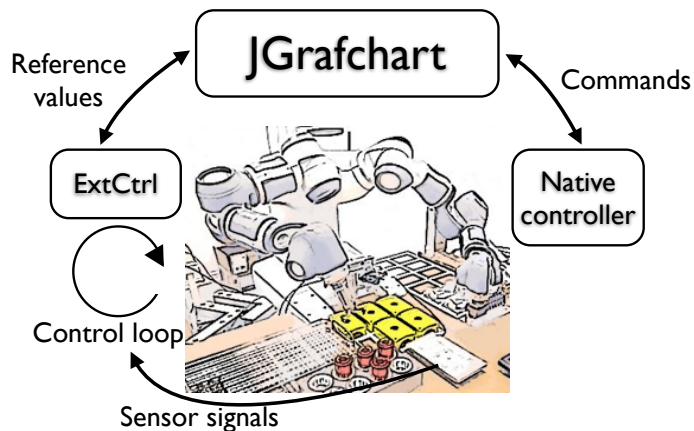 JGrafchart
Reference
values
Commands
ExtCtrl
Native
controller
Control loop
Sensor signals